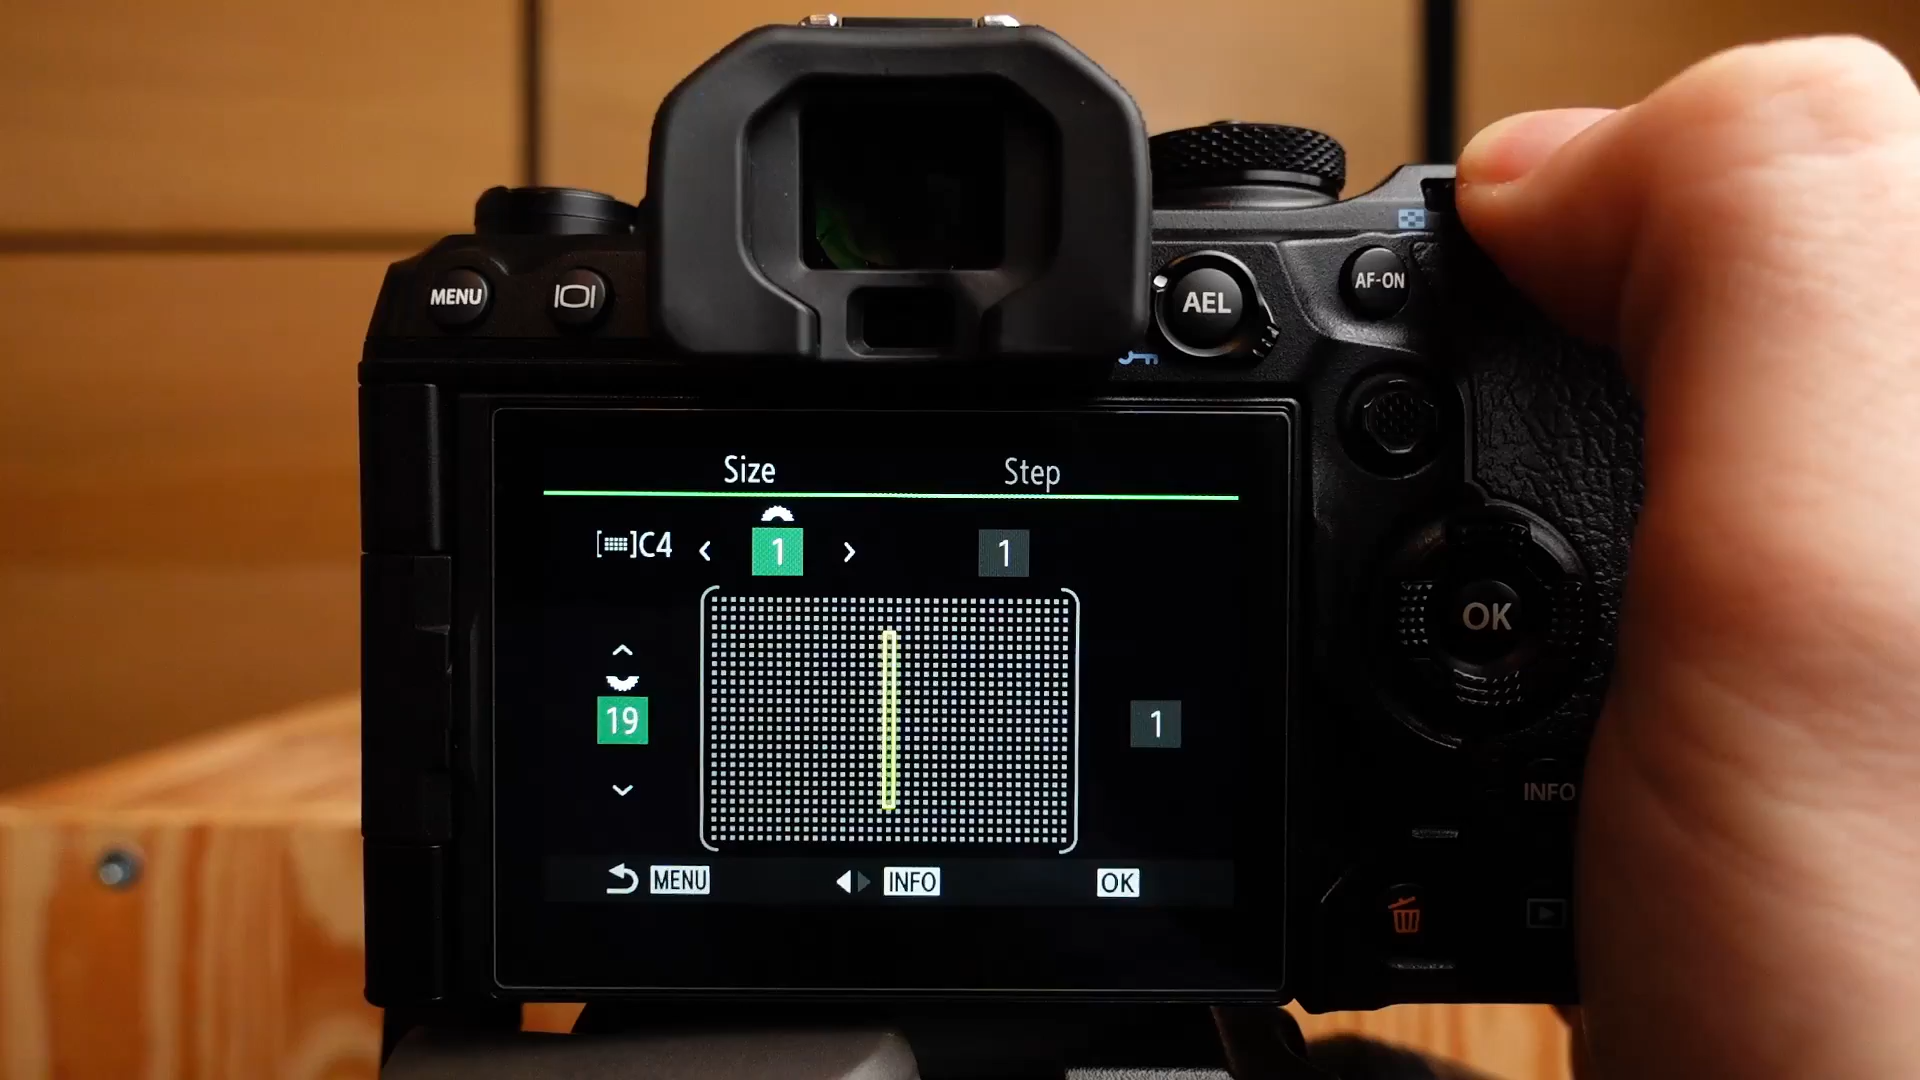 MENU
AEL
AF-ON
Size Step
C4 1 1
19 1
MENU INFO OK
OK
INFO